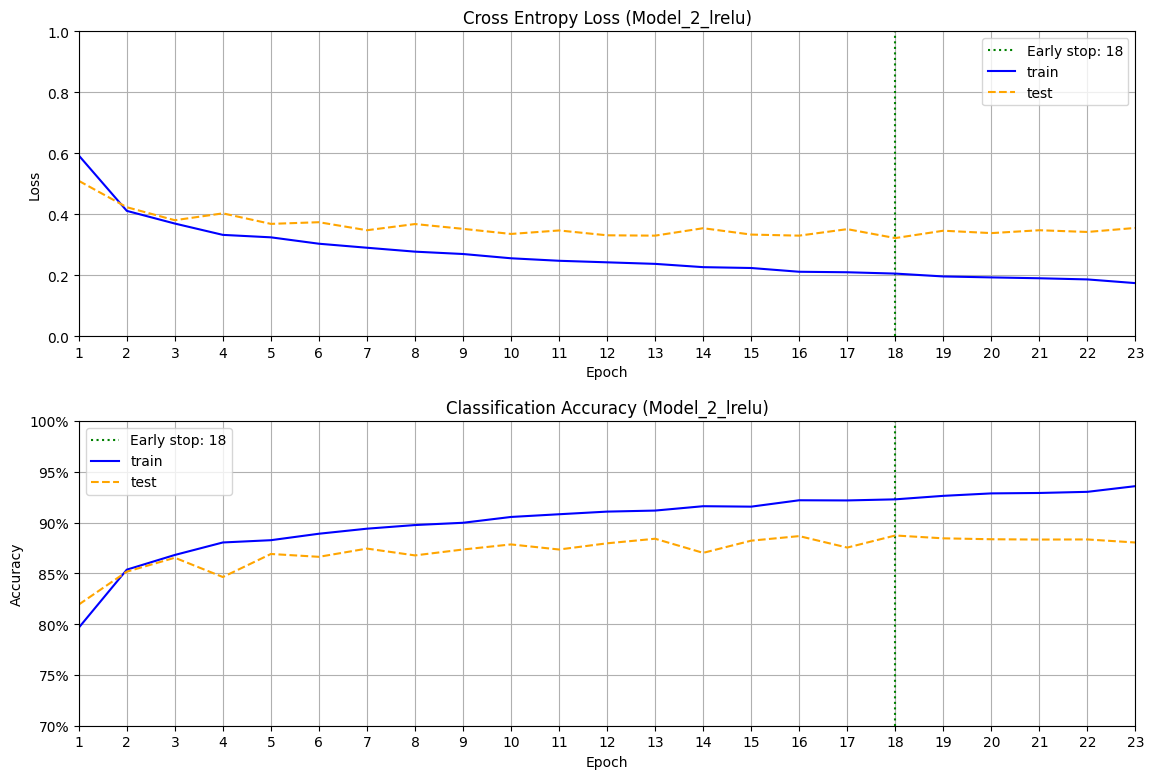 Cross Entropy Loss (Model_2_lrelu)
1.0
0.8
0.6
0.4
0.2
0.0
Loss
Early stop: 18
train
test
1 2 3 4 5 6 7 8 9 10 11 12 13 14 15 16 17 18 19 20 21 22 23
Epoch
Classification Accuracy (Model_2_lrelu)
100%
95%
90%
85%
80%
75%
70%
Accuracy
Early stop: 18
train
test
1 2 3 4 5 6 7 8 9 10 11 12 13 14 15 16 17 18 19 20 21 22 23
Epoch